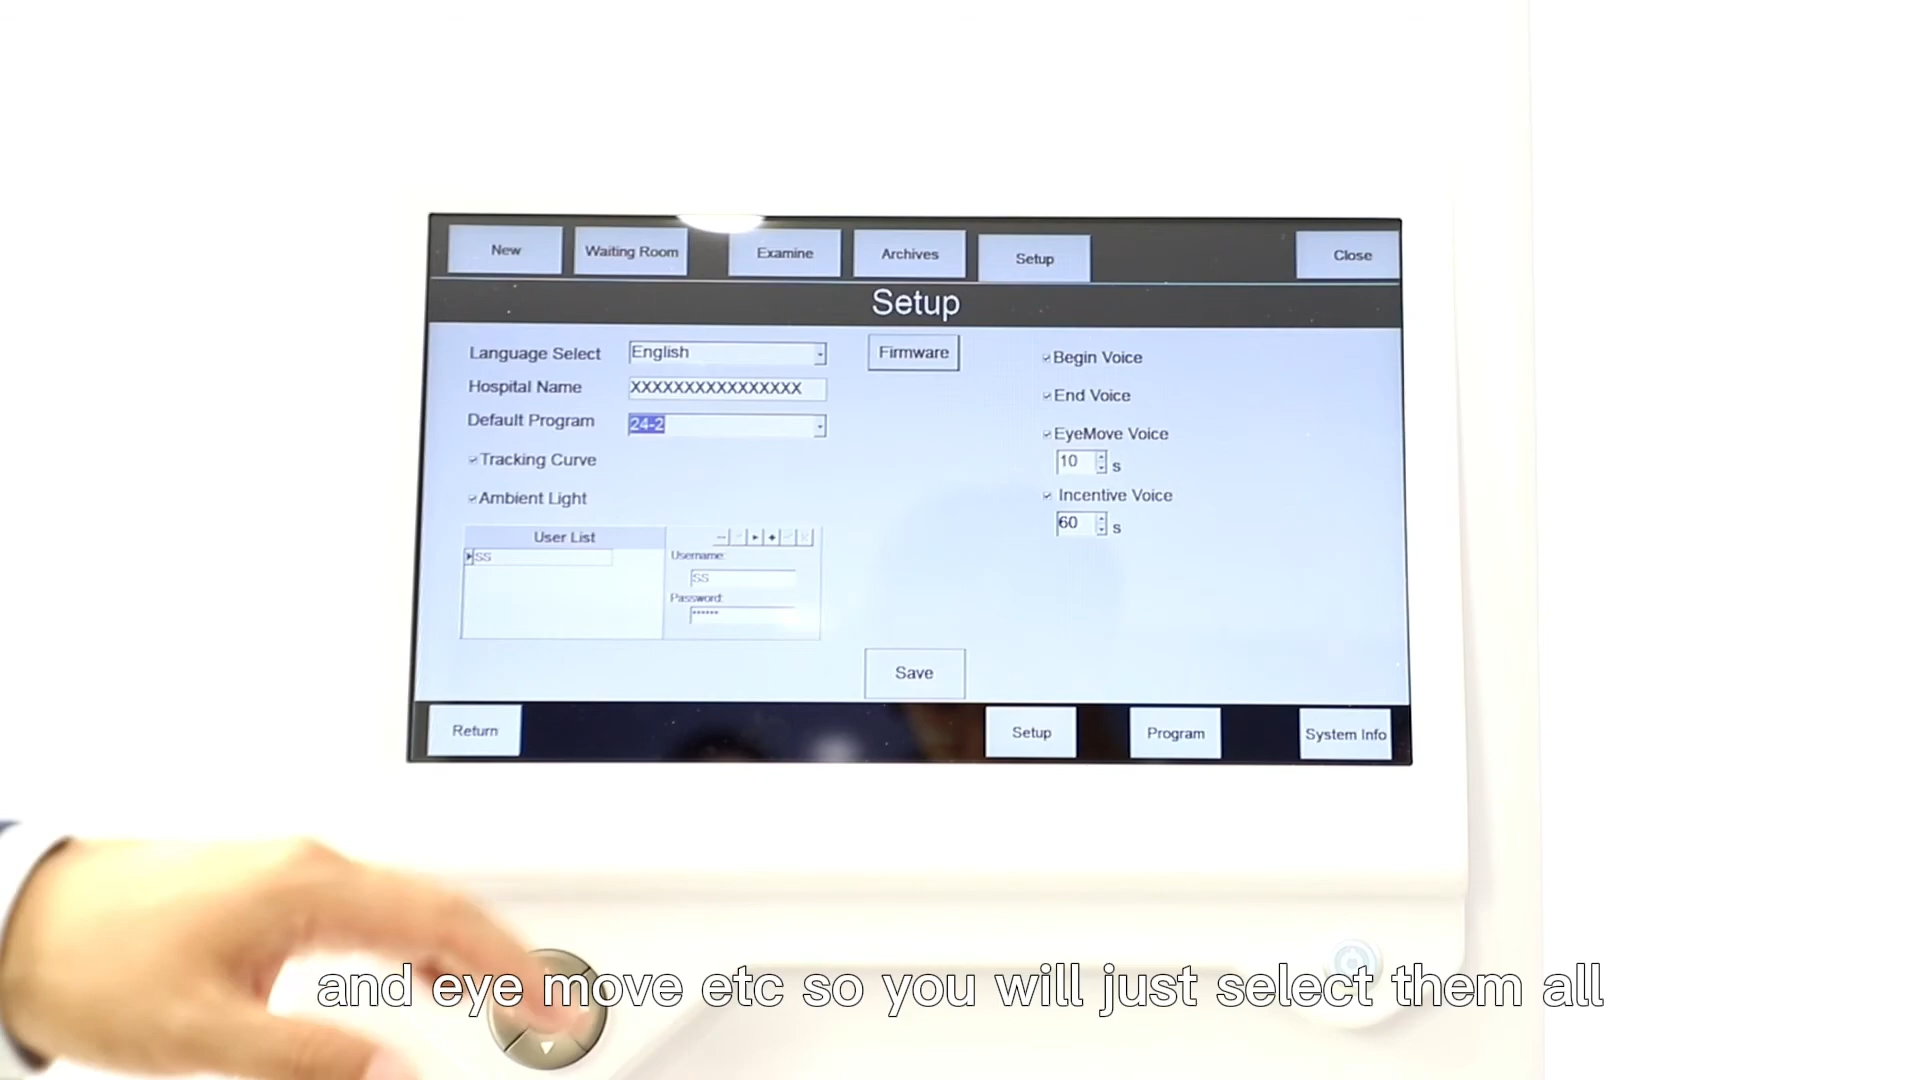 New
Waiting Room
Examine
Archives
Setup
Close
Setup
Language Select
English
Firmware
Hospital Name
XXXXXXXXXXXXXXXX
Default Program
24-2
Tracking Curve
Ambient Light
Begin Voice
End Voice
EyeMove Voice
10 s
Incentive Voice
60 s
User List
SS
Username:
SS
Password:
******
Save
Return
Setup
Program
System Info
and eye move etc so you will just select them all